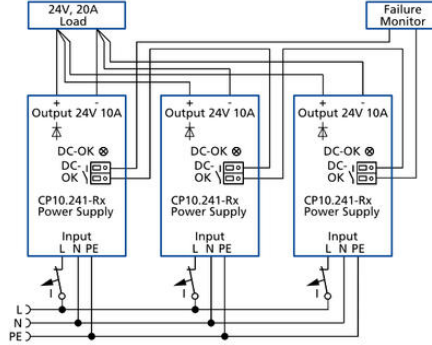 24V, 20A
Load
Failure
Monitor
+ -
Output 24V 10A
DC-OK
DC-
OK
CP10.241-Rx
Power Supply
Input
L N PE
I
+ -
Output 24V 10A
DC-OK
DC-
OK
CP10.241-Rx
Power Supply
Input
L N PE
I
+ -
Output 24V 10A
DC-OK
DC-
OK
CP10.241-Rx
Power Supply
Input
L N PE
I
L
N
PE